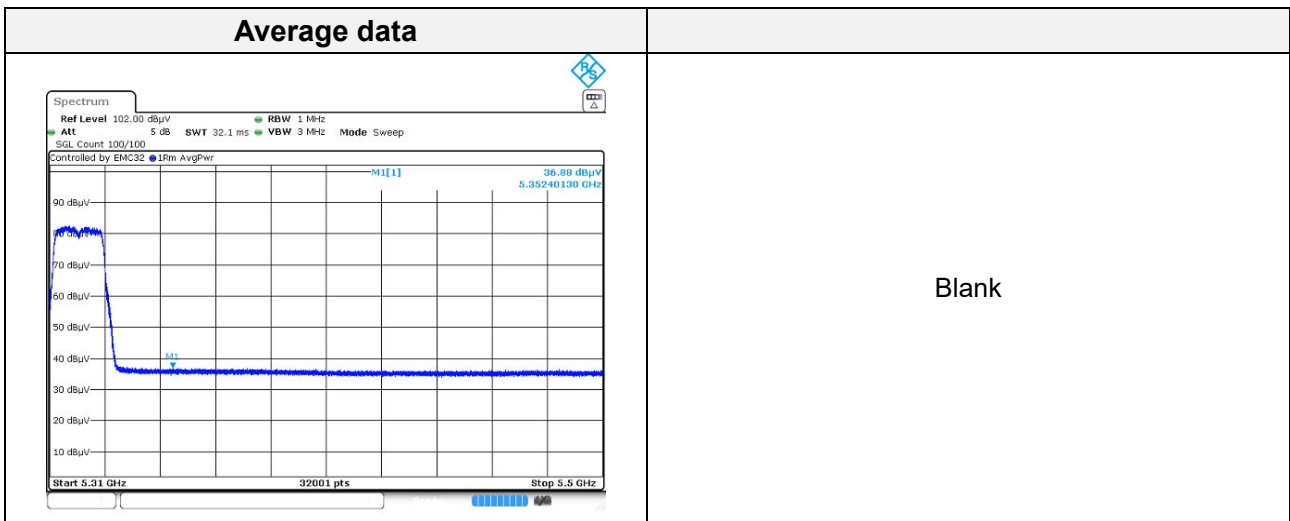 Average data
R S
Spectrum
Ref Level 102.00 dBµV RBW 1 MHz
Att 5 dB SWT 32.1 ms VBW 3 MHz Mode Sweep
SGL Count 100/100
Controlled by EMC32 1Rm AvgPwr
M1[1] 36.88 dBµV
5.35240130 GHz
90 dBµV
80 dBµV
70 dBµV
60 dBµV
50 dBµV
40 dBµV
M1
30 dBµV
20 dBµV
10 dBµV
Start 5.31 GHz 32001 pts Stop 5.5 GHz
Blank